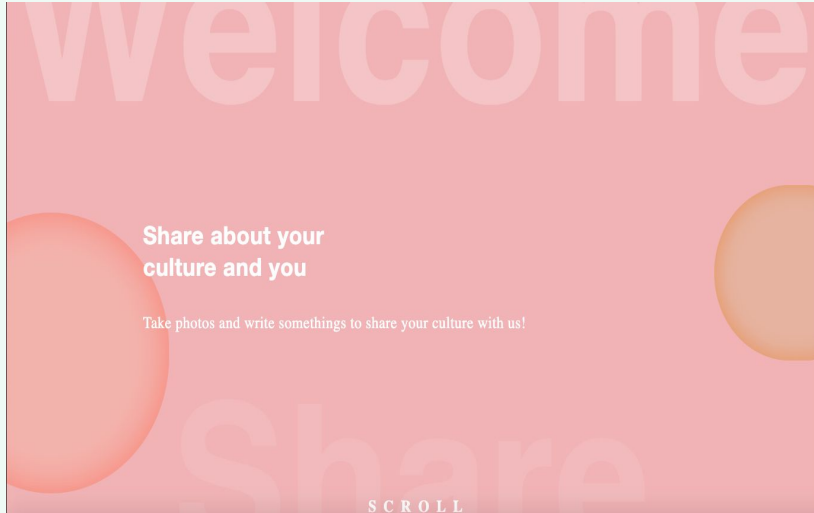 Welcome
Share about your
culture and you
Take photos and write somethings to share your culture with us!
Share
SCROLL